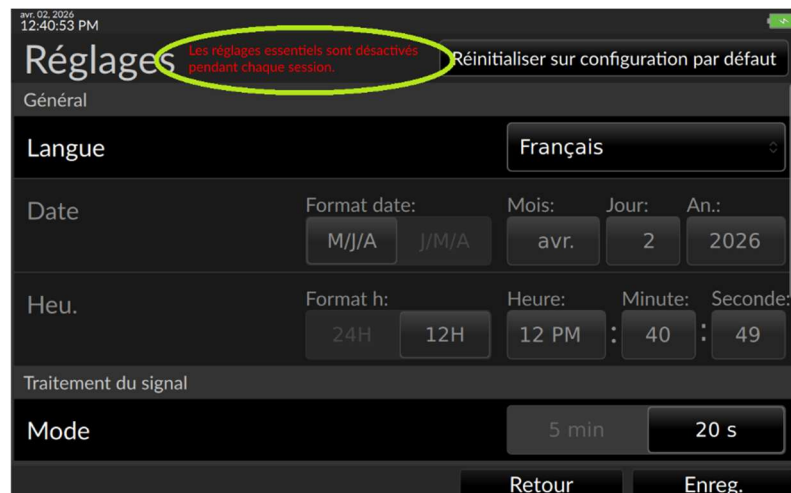 avr. 02, 2026
12:40:53 PM
Réglages
Les réglages essentiels sont désactivés
pendant chaque session.
Réinitialiser sur configuration par défaut
Général
Langue
Français
Date
Format date:
Mois:
Jour:
An.:
M/J/A
J/M/A
avr.
2
2026
Heu.
Format h:
Heure:
Minute:
Seconde:
24H
12H
12 PM
:
40
:
49
Traitement du signal
Mode
5 min
20 s
Retour
Enreg.